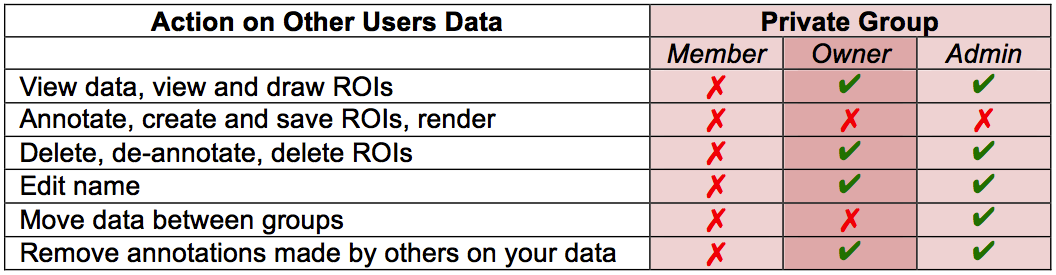 Action on Other Users Data Private Group
Member Owner Admin
View data, view and draw ROIs ✗ ✔ ✔
Annotate, create and save ROIs, render ✗ ✗ ✗
Delete, de-annotate, delete ROIs ✗ ✔ ✔
Edit name ✗ ✔ ✔
Move data between groups ✗ ✗ ✔
Remove annotations made by others on your data ✗ ✔ ✔